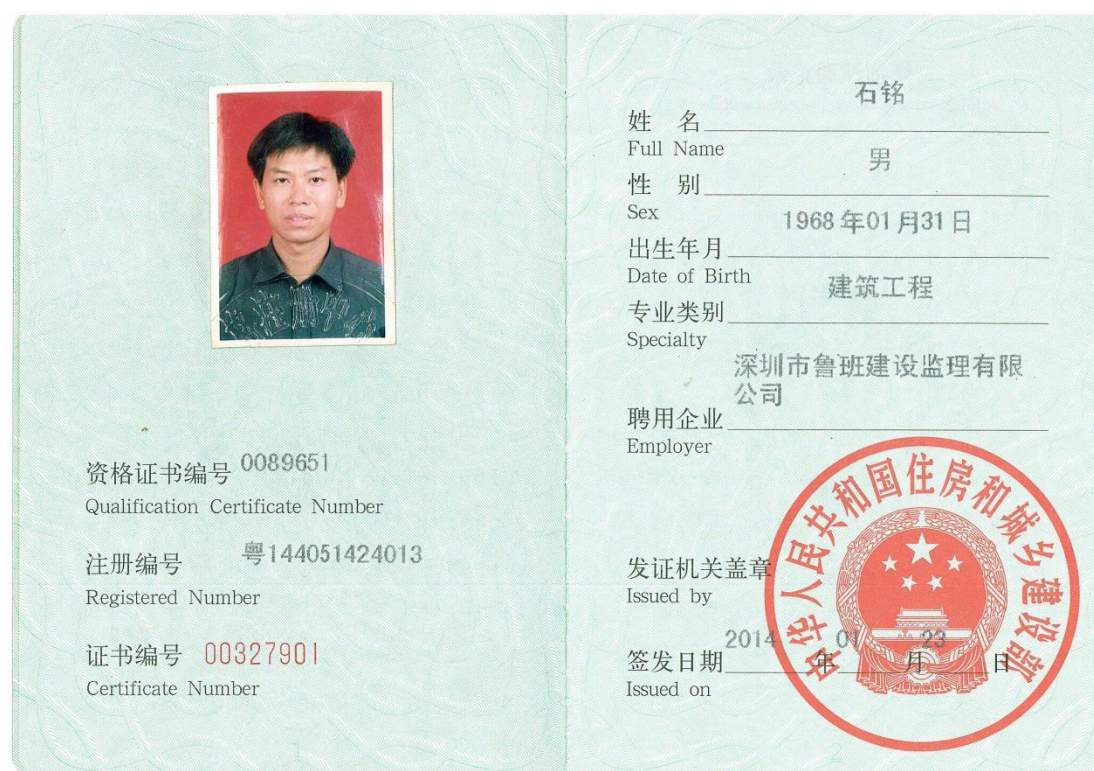 资格证书编号 0089651
Qualification Certificate Number
注册编号 粤144051424013
Registered Number
证书编号 00327901
Certificate Number
1
姓 名 石铭
Full Name
性 别 男
Sex
出生年月 1968年01月31日
Date of Birth
专业类别 建筑工程
Specialty
深圳市鲁班建设监理有限
公司
聘用企业
Employer
中华人民共和国住房和城乡建设部
发证机关盖章
Issued by
签发日期 2014 年 01 月 23 日
Issued on
2